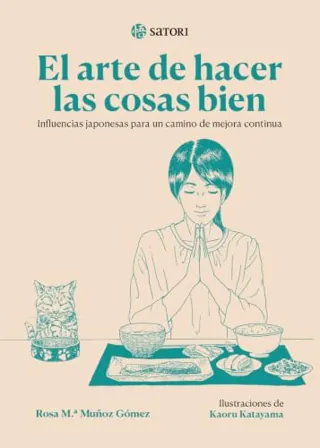 SATORI
El arte de hacer
las cosas bien
Influencias japonesas para un camino de mejora continua
Rosa M.ª Muñoz Gómez
Ilustraciones de
Kaoru Katayama